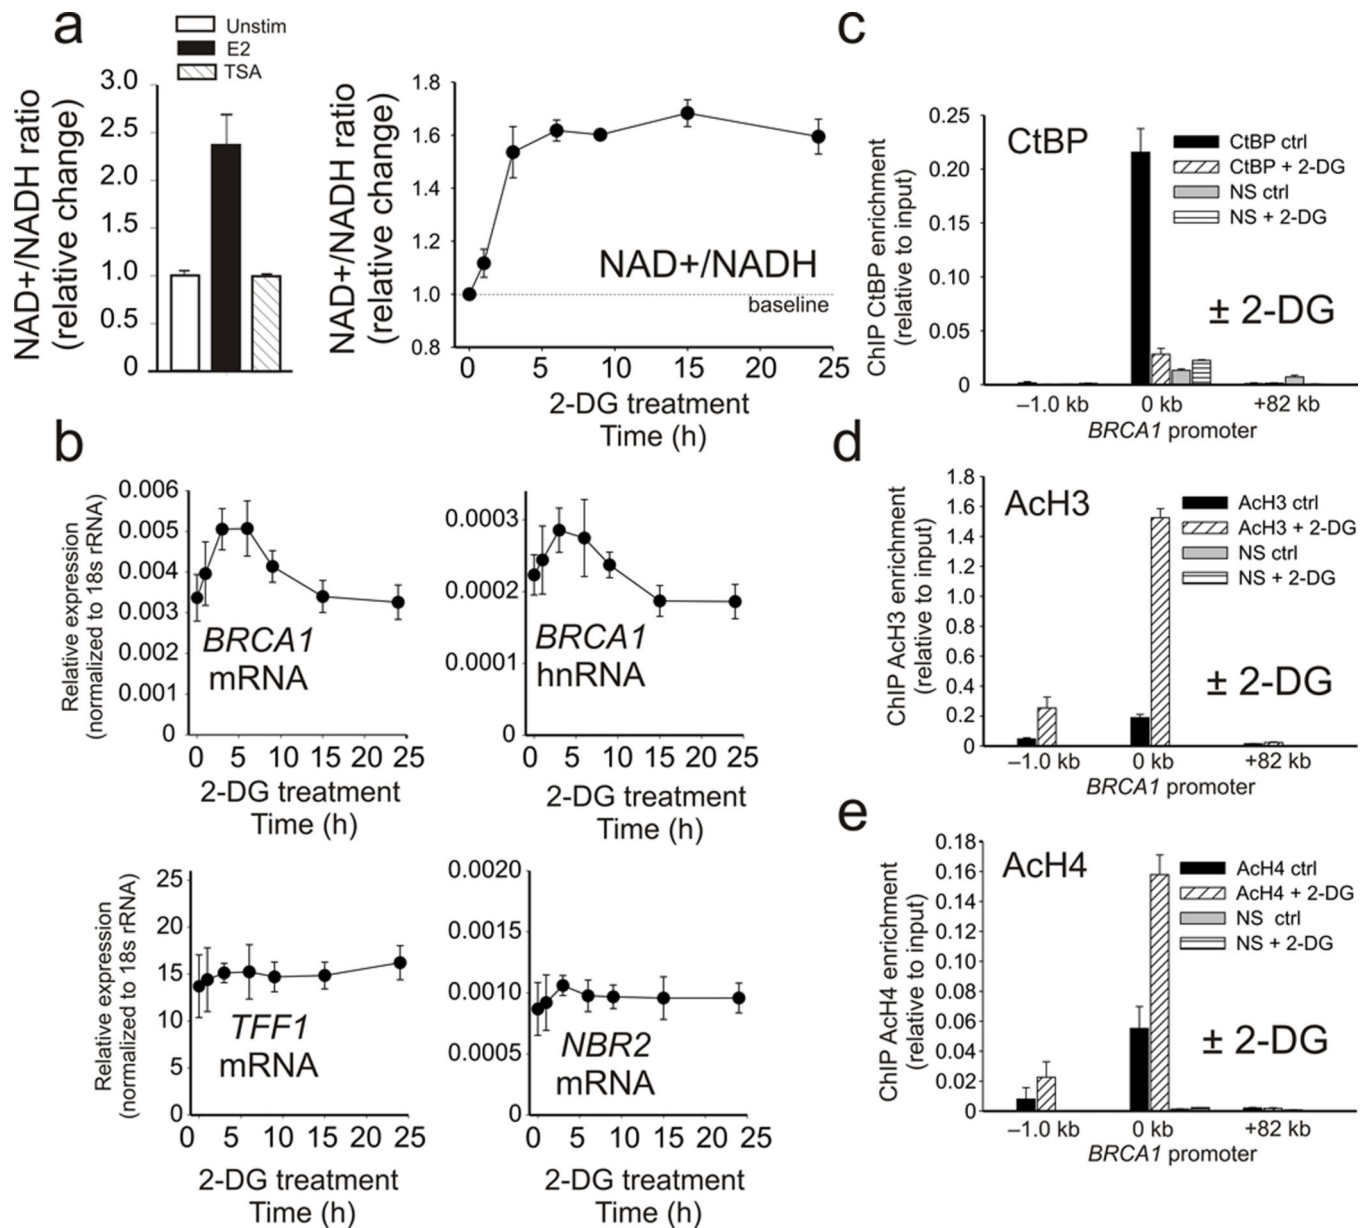 a
Unstim
E2
TSA
NAD+/NADH ratio
(relative change)
3.0
2.5
2.0
1.5
1.0
0.5
0
NAD+/NADH ratio
(relative change)
1.8
1.6
1.4
1.2
1.0
0.8
NAD+/NADH
baseline
0 5 10 15 20 25
2-DG treatment
Time (h)
b
Relative expression
(normalized to 18s rRNA)
0.006
0.005
0.004
0.003
0.002
0.001
0
BRCA1
mRNA
0 5 10 15 20 25
2-DG treatment
Time (h)
0.0003
0.0002
0.0001
0
BRCA1
hnRNA
0 5 10 15 20 25
2-DG treatment
Time (h)
Relative expression
(normalized to 18s rRNA)
25
20
15
10
5
0
TFF1
mRNA
0 5 10 15 20 25
2-DG treatment
Time (h)
0.0020
0.0015
0.0010
0.0005
0
NBR2
mRNA
0 5 10 15 20 25
2-DG treatment
Time (h)
c
ChIP CtBP enrichment
(relative to input)
0.25
0.20
0.15
0.10
0.05
0
CtBP
CtBP ctrl
CtBP + 2-DG
NS ctrl
NS + 2-DG
± 2-DG
–1.0 kb 0 kb +82 kb
BRCA1 promoter
d
ChIP AcH3 enrichment
(relative to input)
1.8
1.6
1.4
1.2
1.0
0.8
0.6
0.4
0.2
0
AcH3
AcH3 ctrl
AcH3 + 2-DG
NS ctrl
NS + 2-DG
± 2-DG
–1.0 kb 0 kb +82 kb
BRCA1 promoter
e
ChIP AcH4 enrichment
(relative to input)
0.18
0.16
0.14
0.12
0.10
0.08
0.06
0.04
0.02
0
AcH4
AcH4 ctrl
AcH4 + 2-DG
NS ctrl
NS + 2-DG
± 2-DG
–1.0 kb 0 kb +82 kb
BRCA1 promoter